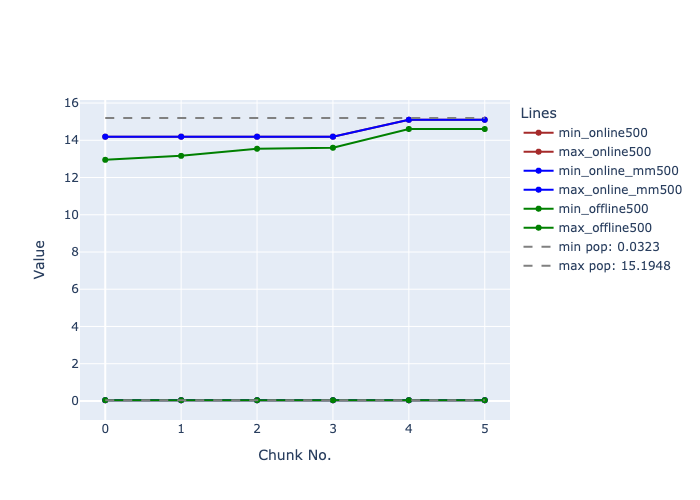 16
14
12
10
8
6
4
2
0
Value
0 1 2 3 4 5
Chunk No.
Lines
min_online500
max_online500
min_online_mm500
max_online_mm500
min_offline500
max_offline500
min pop: 0.0323
max pop: 15.1948